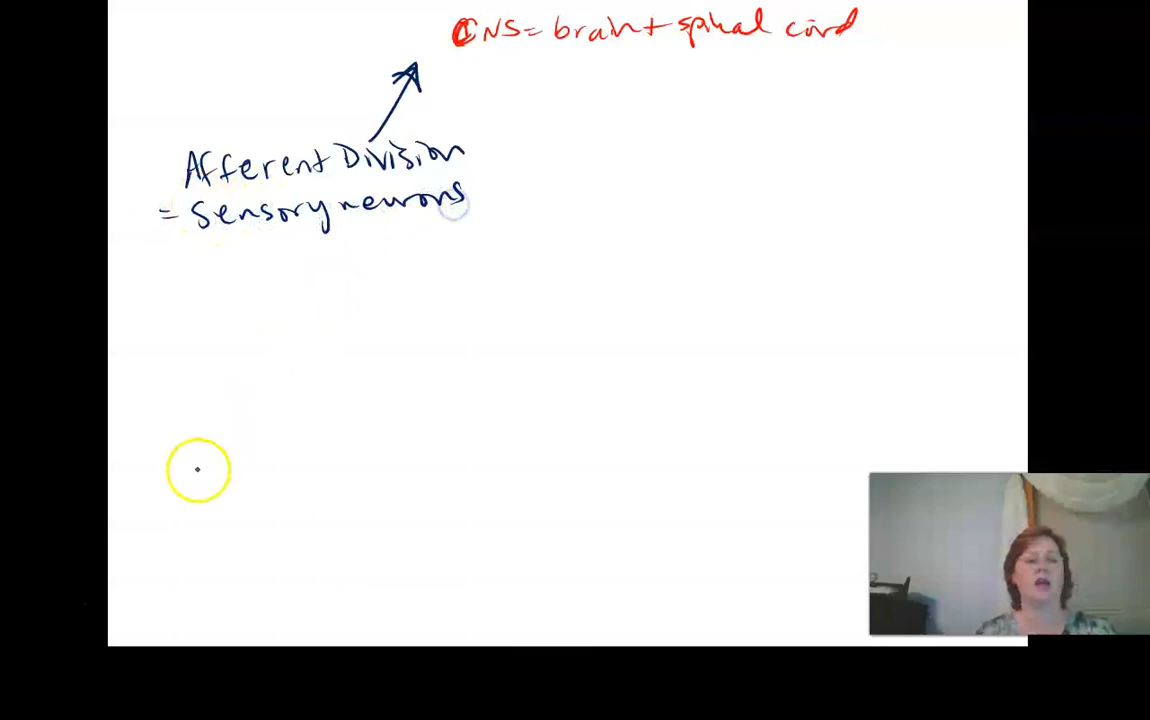 CNS = brain + spinal cord
Afferent Division
= Sensory neurons